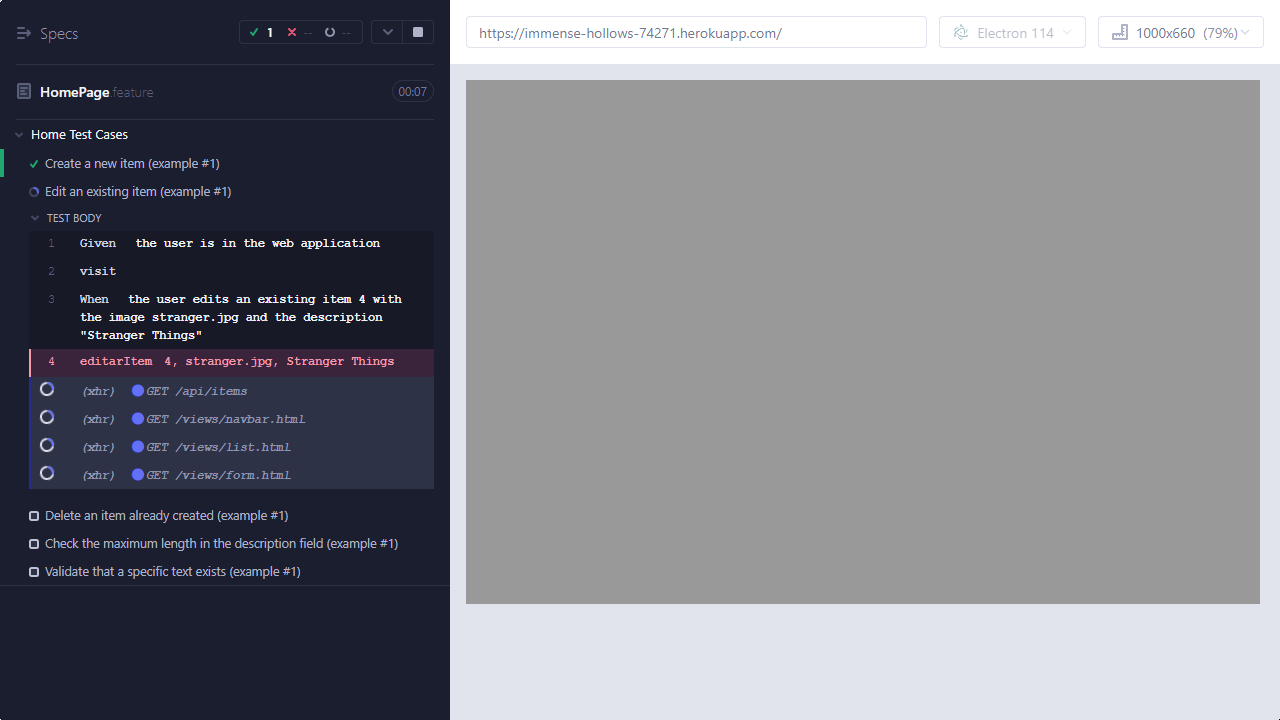 Specs
1 -- --
https://immense-hollows-74271.herokuapp.com/
Electron 114
1000x660 (79%)
HomePage feature
00:07
Home Test Cases
Create a new item (example #1)
Edit an existing item (example #1)
TEST BODY
1 Given the user is in the web application
2 visit
3 When the user edits an existing item 4 with
the image stranger.jpg and the description
"Stranger Things"
4 editarItem 4, stranger.jpg, Stranger Things
(xhr) GET /api/items
(xhr) GET /views/navbar.html
(xhr) GET /views/list.html
(xhr) GET /views/form.html
Delete an item already created (example #1)
Check the maximum length in the description field (example #1)
Validate that a specific text exists (example #1)